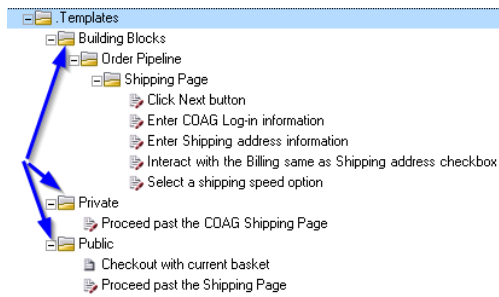 .Templates
Building Blocks
Order Pipeline
Shipping Page
Click Next button
Enter COAG Log-in information
Enter Shipping address information
Interact with the Billing same as Shipping address checkbox
Select a shipping speed option
Private
Proceed past the COAG Shipping Page
Public
Checkout with current basket
Proceed past the Shipping Page